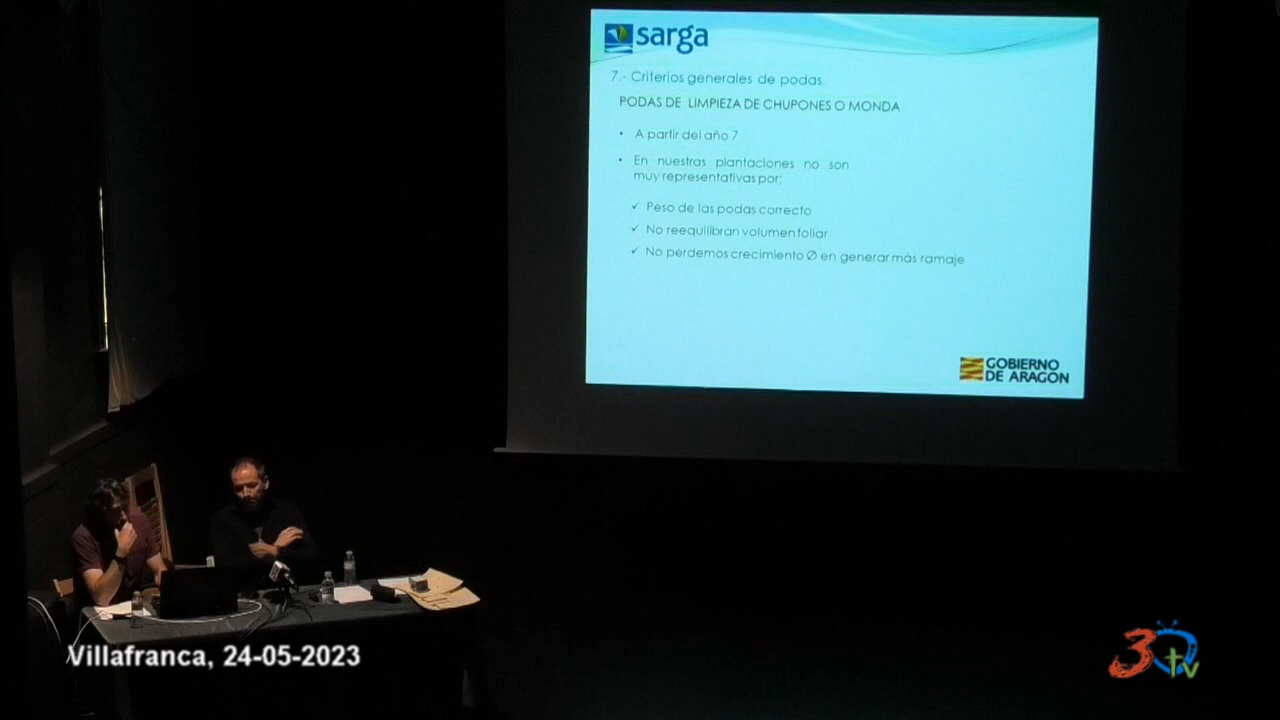 sarga
7.- Criterios generales de podas.
PODAS DE LIMPIEZA DE CHUPONES O MONDA
• A partir del año 7
• En nuestras plantaciones no son
muy representativas por:
✓ Peso de las podas correcto
✓ No reequilibran volumen foliar
✓ No perdemos crecimiento Ø en generar más ramaje
GOBIERNO
DE ARAGON
Villafranca, 24-05-2023
3
tv